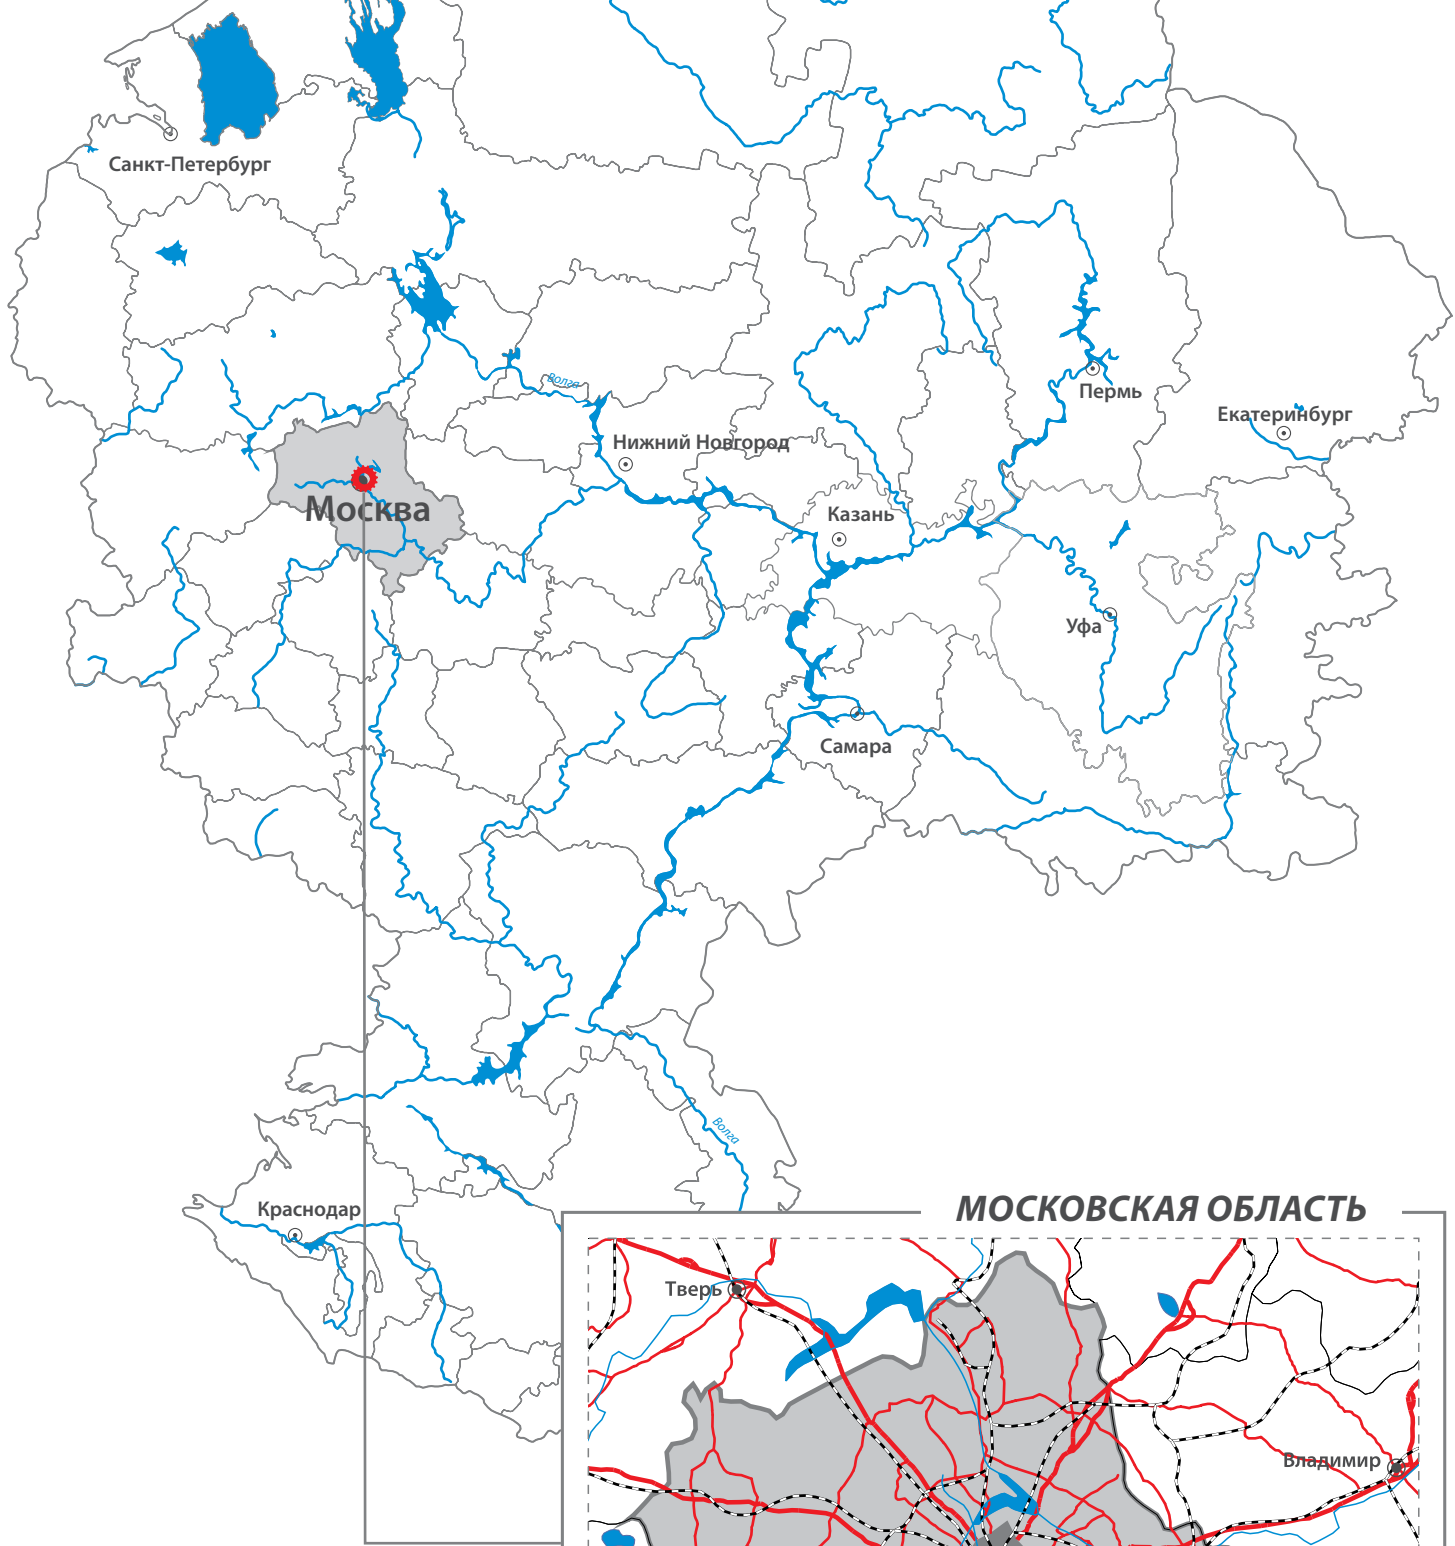 Санкт-Петербург
Волга
Пермь
Екатеринбург
Нижний Новгород
Москва
Казань
Уфа
Самара
Волга
Краснодар
МОСКОВСКАЯ ОБЛАСТЬ
Тверь
Владимир